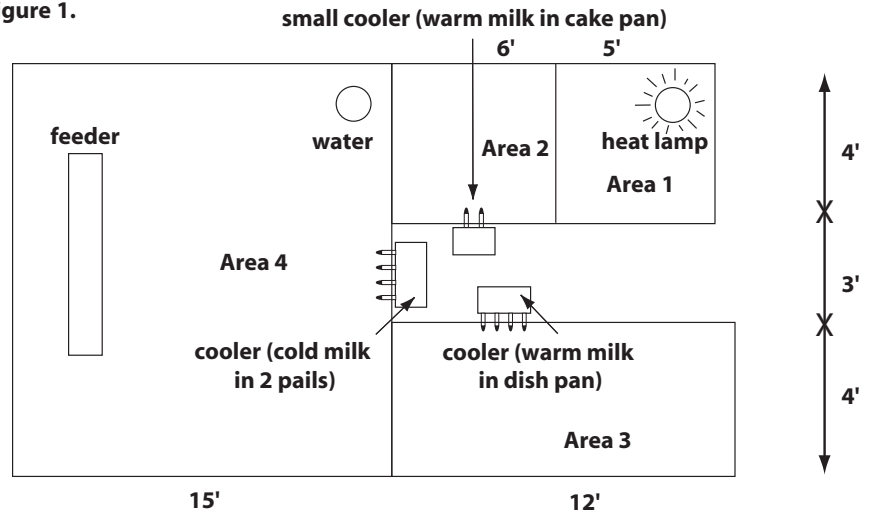 igure 1.
small cooler (warm milk in cake pan)
6'
5'
feeder
water
Area 2
heat lamp
Area 1
4'
X
Area 4
3'
X
cooler (cold milk
in 2 pails)
cooler (warm milk
in dish pan)
4'
Area 3
15'
12'